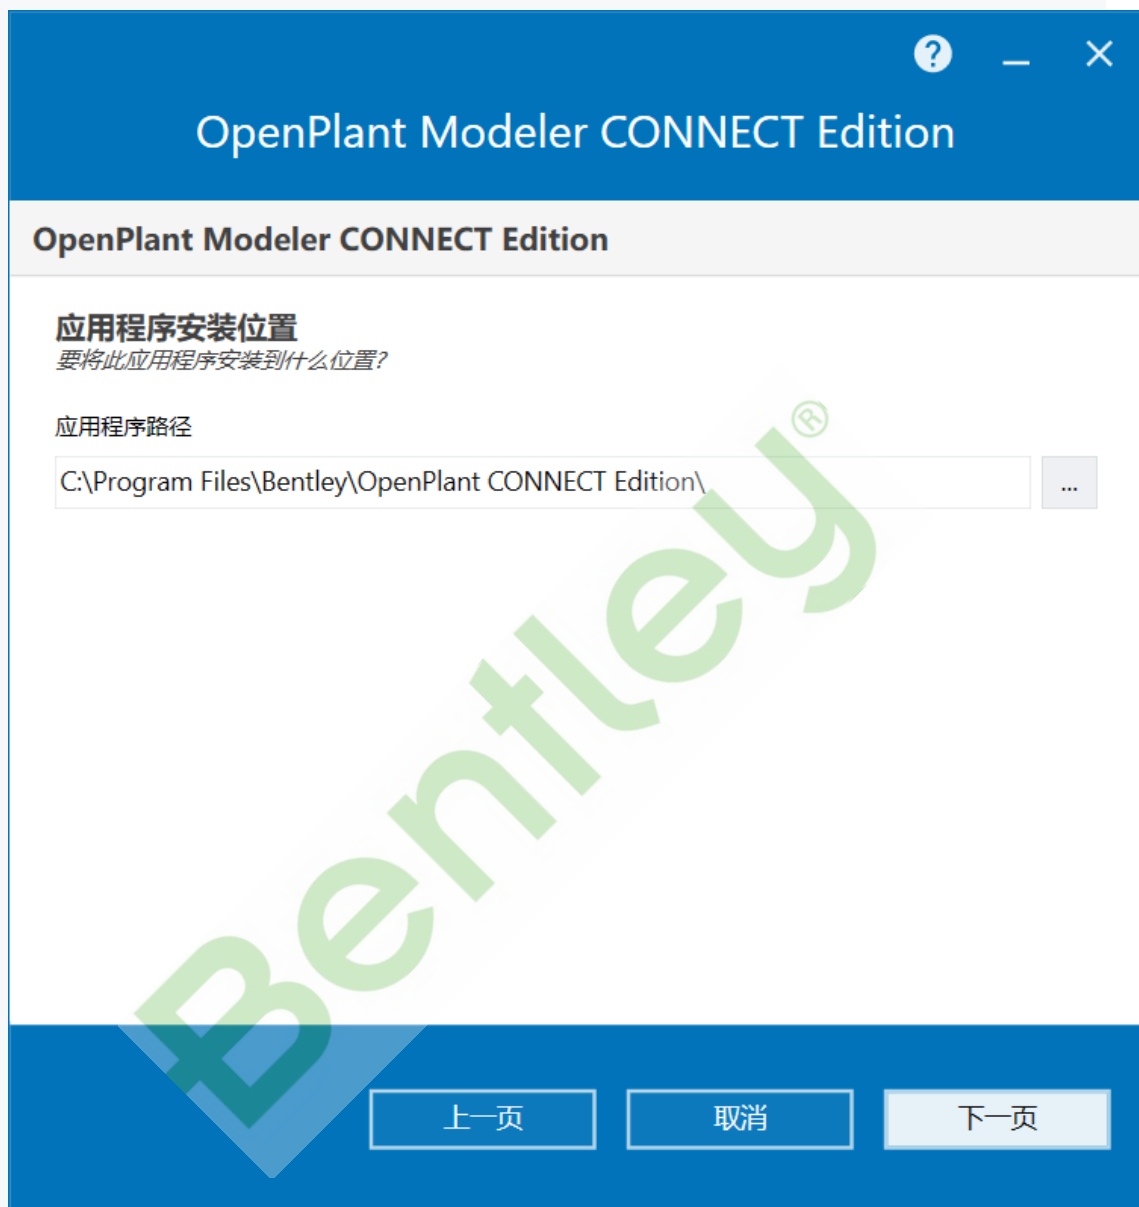 OpenPlant Modeler CONNECT Edition
OpenPlant Modeler CONNECT Edition
应用程序安装位置
要将此应用程序安装到什么位置?
应用程序路径
C:\Program Files\Bentley\OpenPlant CONNECT Edition\
...
Bentley®
上一页
取消
下一页